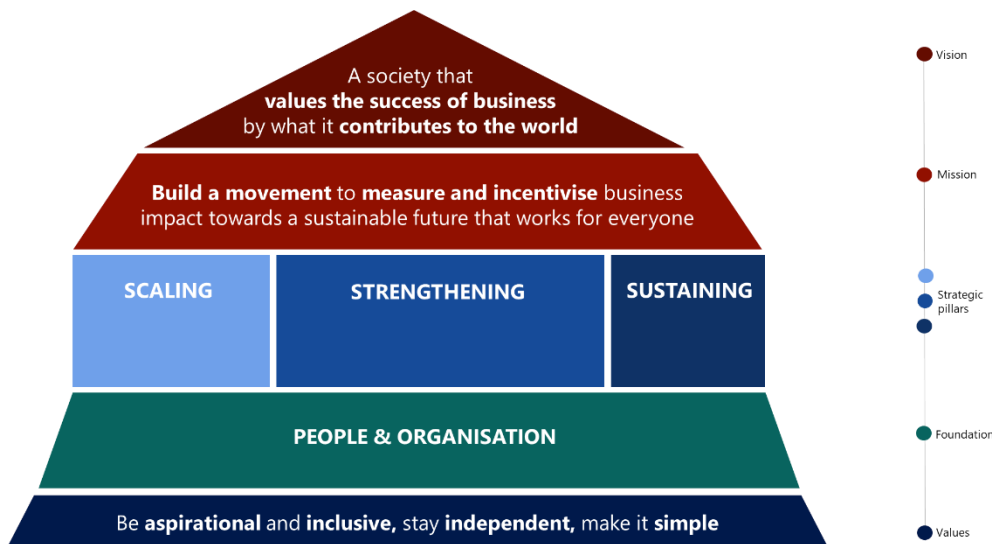 A society that
values the success of business
by what it contributes to the world
Build a movement to measure and incentivise business
impact towards a sustainable future that works for everyone
SCALING
STRENGTHENING
SUSTAINING
PEOPLE & ORGANISATION
Be aspirational and inclusive, stay independent, make it simple
Vision
Mission
Strategic
pillars
Foundation
Values